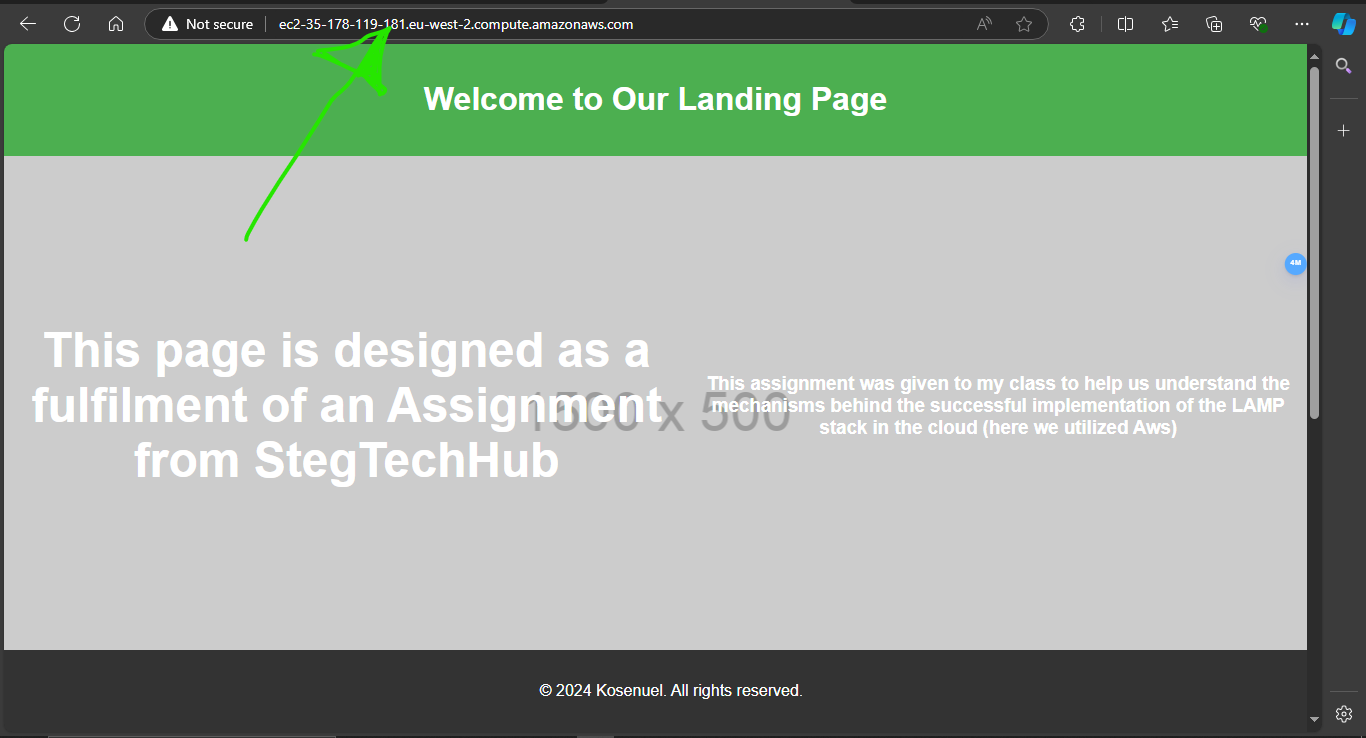 Not secure
ec2-35-178-119-181.eu-west-2.compute.amazonaws.com
Welcome to Our Landing Page
4M
This page is designed as a
fulfilment of an Assignment
from StegTechHub
1500 x 500
This assignment was given to my class to help us understand the
mechanisms behind the successful implementation of the LAMP
stack in the cloud (here we utilized Aws)
© 2024 Kosenuel. All rights reserved.